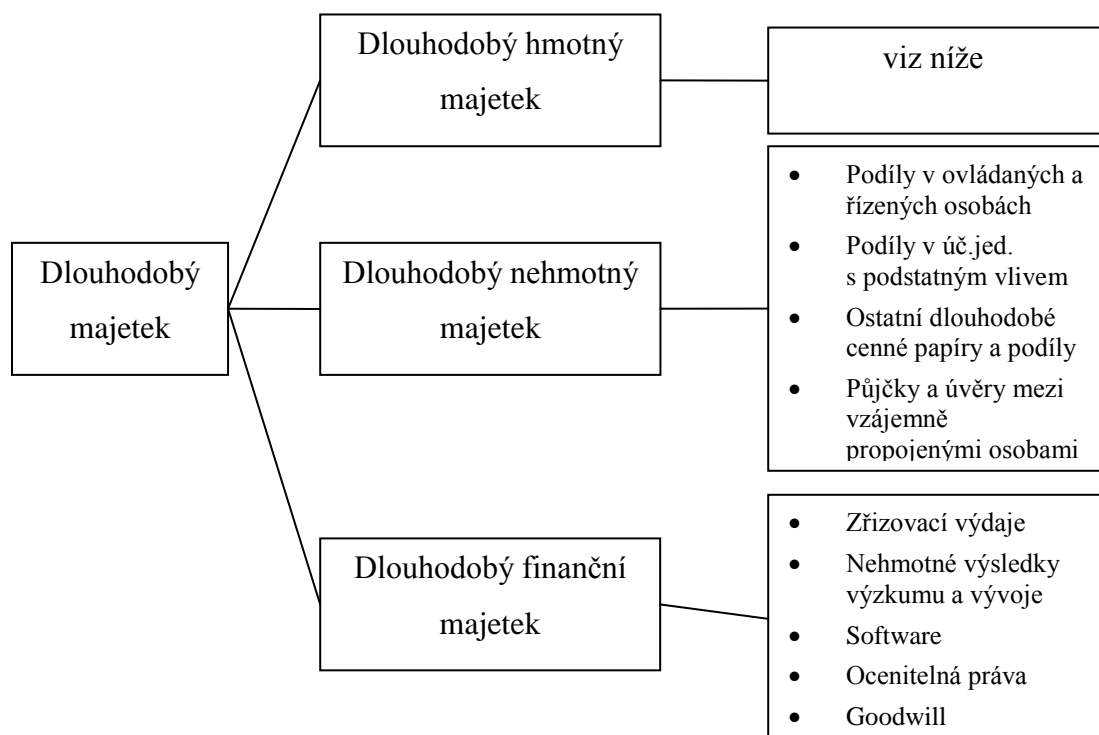 Dlouhodobý
majetek
Dlouhodobý hmotný
majetek
viz níže
Dlouhodobý nehmotný
majetek
• Podíly v ovládaných a
řízených osobách
• Podíly v úč.jed.
s podstatným vlivem
• Ostatní dlouhodobé
cenné papíry a podíly
• Půjčky a úvěry mezi
vzájemně
propojenými osobami
Dlouhodobý finanční
majetek
• Zřizovací výdaje
• Nehmotné výsledky
výzkumu a vývoje
• Software
• Ocenitelná práva
• Goodwill